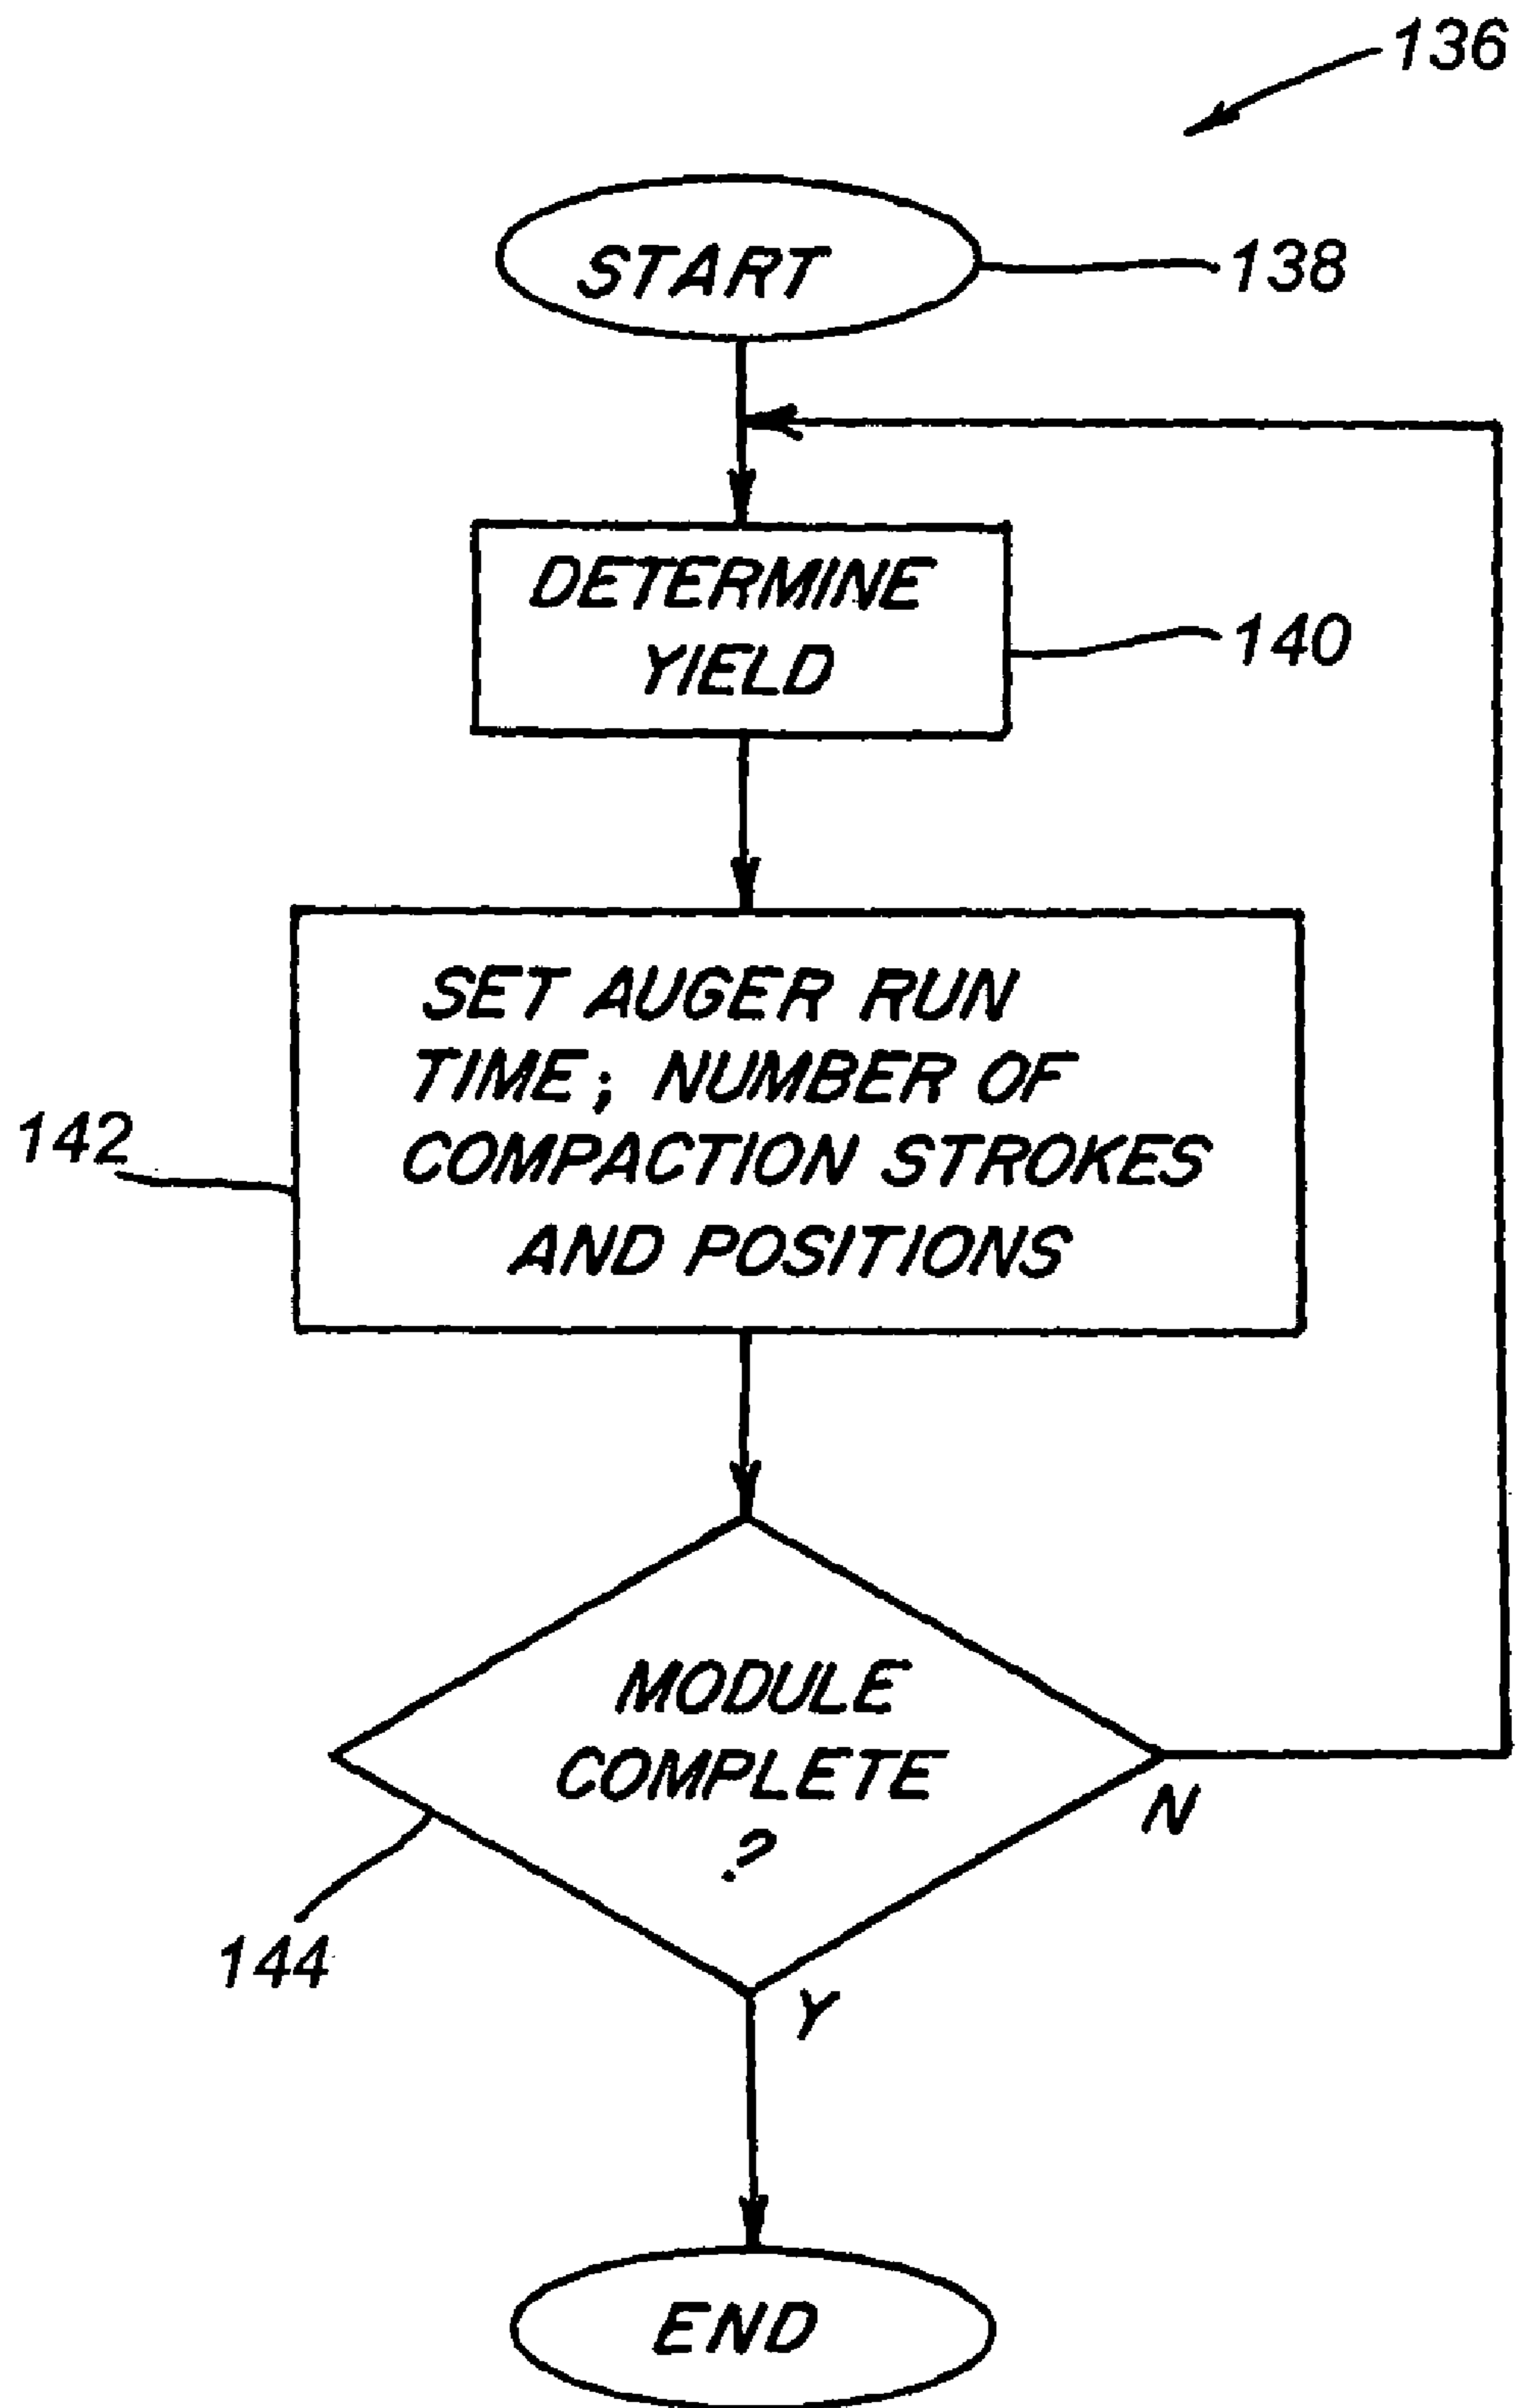 136
START
138
DETERMINE
YIELD
140
SET AUGER RUN
TIME; NUMBER OF
COMPACTION STROKES
AND POSITIONS
142
MODULE
COMPLETE
?
N
144
Y
END